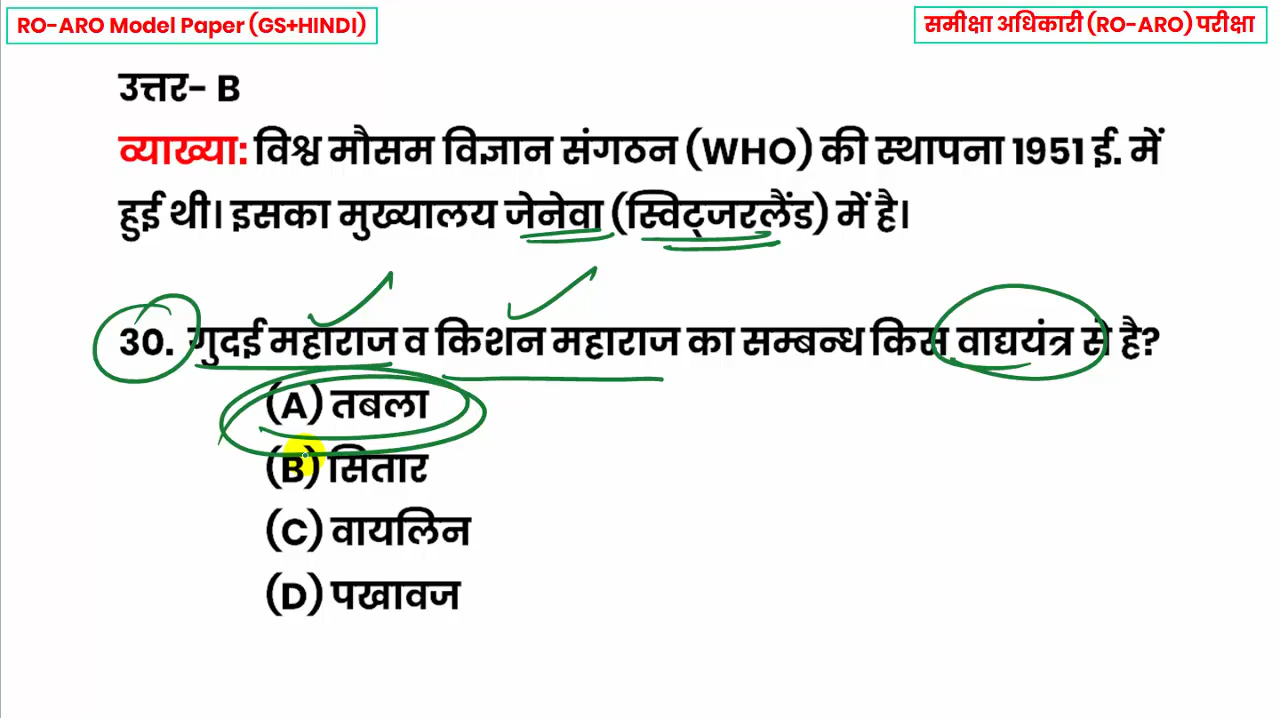 RO-ARO Model Paper (GS+HINDI)
समीक्षा अधिकारी (RO-ARO) परीक्षा
उत्तर- B
व्याख्या: विश्व मौसम विज्ञान संगठन (WHO) की स्थापना 1951 ई. में
हुई थी। इसका मुख्यालय जेनेवा (स्विट्जरलैंड) में है।
30. गुदई महाराज व किशन महाराज का सम्बन्ध किस वाद्ययंत्र से है?
(A) तबला
(B) सितार
(C) वायलिन
(D) पखावज